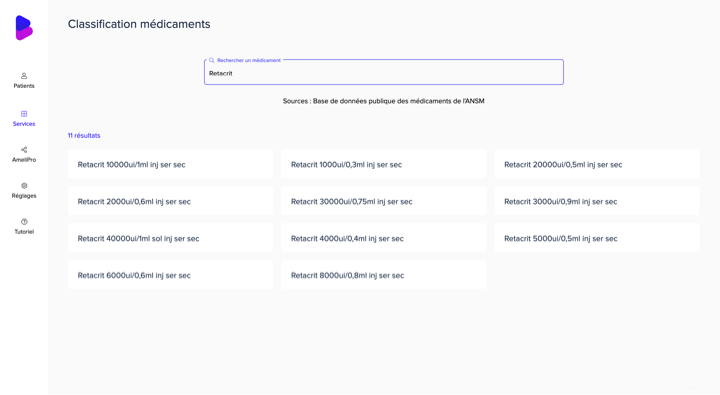 Classification médicaments
Rechercher un médicament
Retacrit
Sources : Base de données publique des médicaments de l'ANSM
Patients
Services
AmeliPro
Réglages
Tutoriel
11 résultats
Retacrit 10000ui/1ml inj ser sec
Retacrit 1000ui/0,3ml inj ser sec
Retacrit 20000ui/0,5ml inj ser sec
Retacrit 2000ui/0,6ml inj ser sec
Retacrit 30000ui/0,75ml inj ser sec
Retacrit 3000ui/0,9ml inj ser sec
Retacrit 40000ui/1ml sol inj ser sec
Retacrit 4000ui/0,4ml inj ser sec
Retacrit 5000ui/0,5ml inj ser sec
Retacrit 6000ui/0,6ml inj ser sec
Retacrit 8000ui/0,8ml inj ser sec